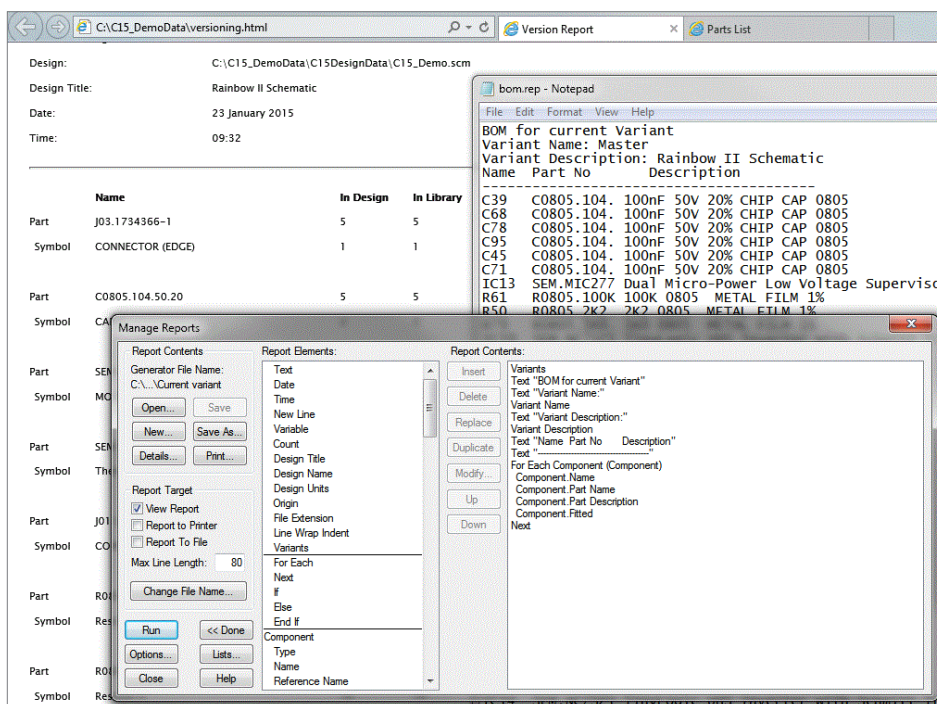 C:\C15_DemoData\versioning.html
Version Report
Parts List
Design: C:\C15_DemoData\C15DesignData\C15_Demo.scm
Design Title: Rainbow II Schematic
Date: 23 January 2015
Time: 09:32
Name In Design In Library
Part J03.1734366-1 5 5
Symbol CONNECTOR (EDGE) 1 1
Part C0805.104.50.20 5 5
Symbol
Part
Symbol
Part
Symbol
Part
Symbol
Part
Symbol
Part
Symbol
bom.rep - Notepad
File Edit Format View Help
BOM for current Variant
Variant Name: Master
Variant Description: Rainbow II Schematic
Name Part No Description
-----------------------------------------
C39 C0805.104. 100nF 50V 20% CHIP CAP 0805
C68 C0805.104. 100nF 50V 20% CHIP CAP 0805
C78 C0805.104. 100nF 50V 20% CHIP CAP 0805
C95 C0805.104. 100nF 50V 20% CHIP CAP 0805
C45 C0805.104. 100nF 50V 20% CHIP CAP 0805
C71 C0805.104. 100nF 50V 20% CHIP CAP 0805
IC13 SEM.MIC277 Dual Micro-Power Low Voltage
R61 R0805.100K 100K 0805 METAL FILM 1%
R50 R0805.2K2 2K2 0805 METAL FILM 1%
Manage Reports
Report Contents
Generator File Name:
C:\...\Current variant
Open... Save
New... Save As...
Details... Print...
Report Target
View Report
Report to Printer
Report To File
Max Line Length: 80
Change File Name...
Run << Done
Options... Lists...
Close Help
Report Elements:
Text
Date
Time
New Line
Variable
Count
Design Title
Design Name
Design Units
Origin
File Extension
Line Wrap Indent
Variants
For Each
Next
If
Else
End If
Component
Type
Name
Reference Name
Insert
Delete
Replace
Duplicate
Modify...
Up
Down
Report Contents:
Variants
Text "BOM for current Variant"
Text "Variant Name:"
Variant Name
Text "Variant Description:"
Variant Description
Text "Name Part No Description"
Text "-----------------------------------------"
For Each Component (Component)
Component.Name
Component.Part Name
Component.Part Description
Component.Fitted
Next